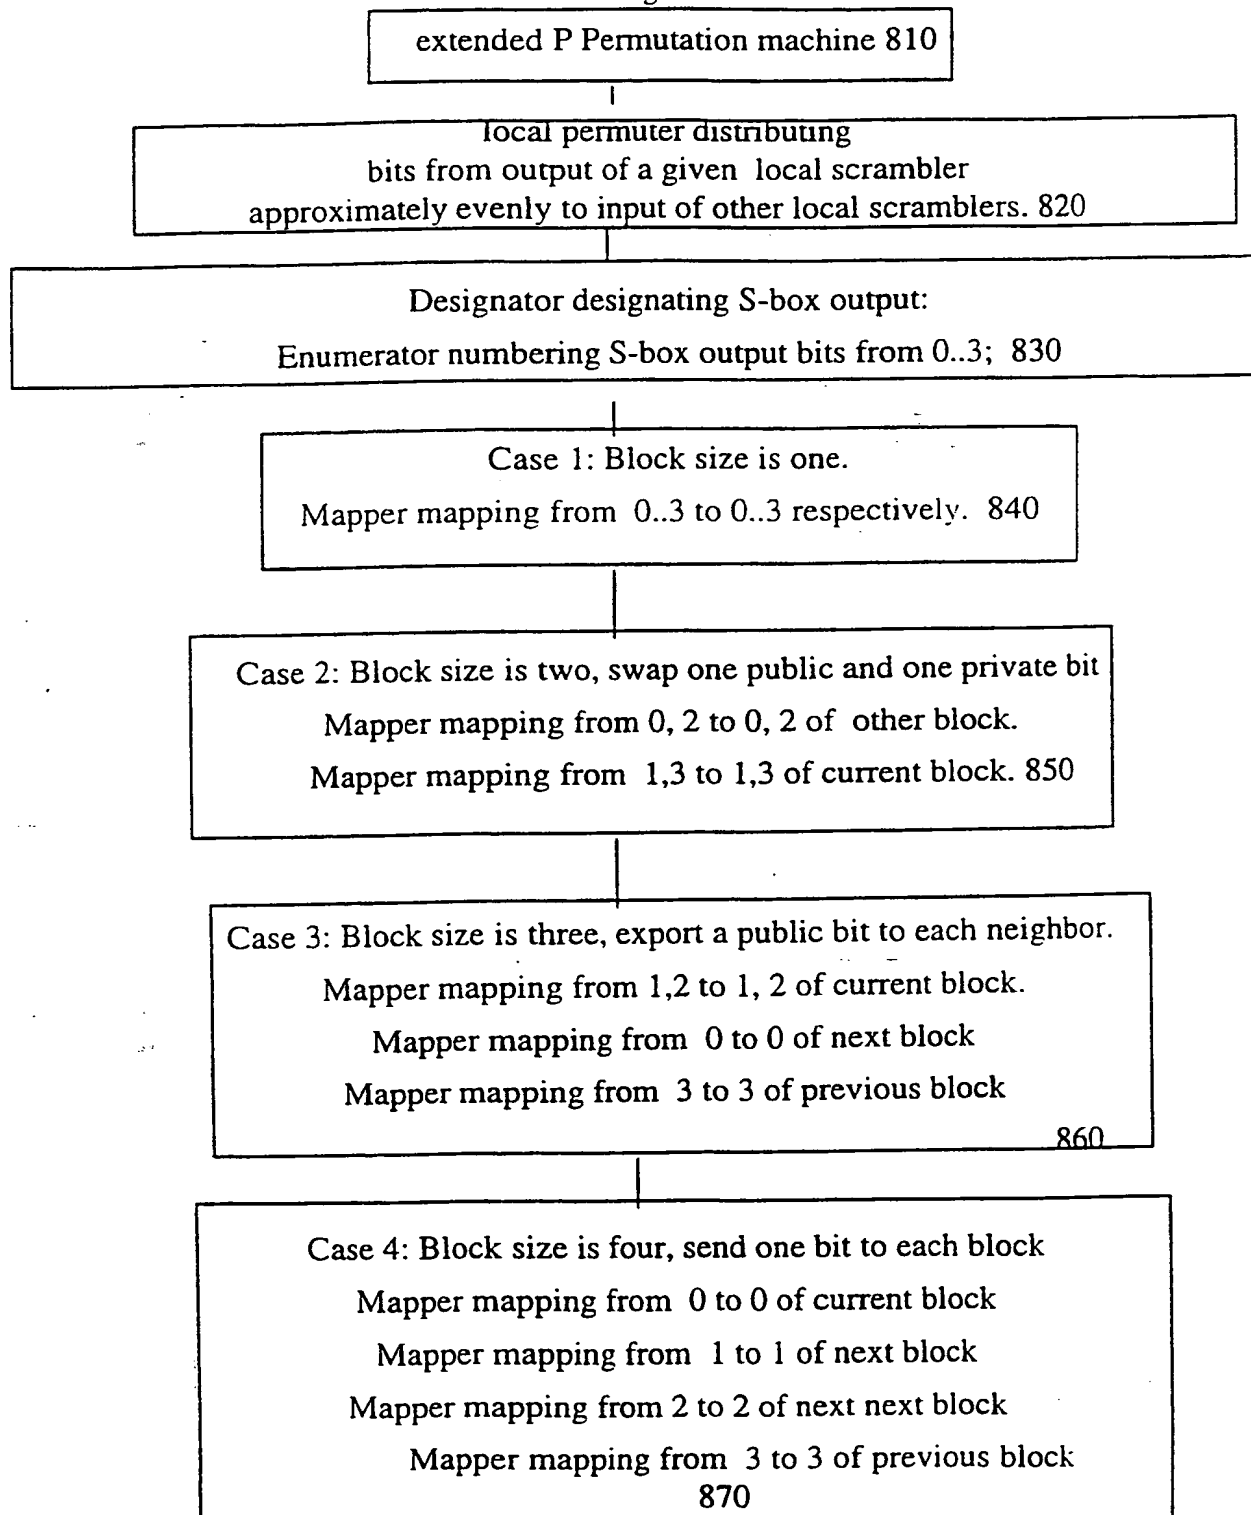 extended P Permutation machine 810
local permuter distributing
bits from output of a given local scrambler
approximately evenly to input of other local scramblers. 820
Designator designating S-box output:
Enumerator numbering S-box output bits from 0..3; 830
Case 1: Block size is one.
Mapper mapping from 0..3 to 0..3 respectively. 840
Case 2: Block size is two, swap one public and one private bit
Mapper mapping from 0, 2 to 0, 2 of other block.
Mapper mapping from 1,3 to 1,3 of current block. 850
Case 3: Block size is three, export a public bit to each neighbor.
Mapper mapping from 1,2 to 1, 2 of current block.
Mapper mapping from 0 to 0 of next block
Mapper mapping from 3 to 3 of previous block
860
Case 4: Block size is four, send one bit to each block
Mapper mapping from 0 to 0 of current block
Mapper mapping from 1 to 1 of next block
Mapper mapping from 2 to 2 of next next block
Mapper mapping from 3 to 3 of previous block
870